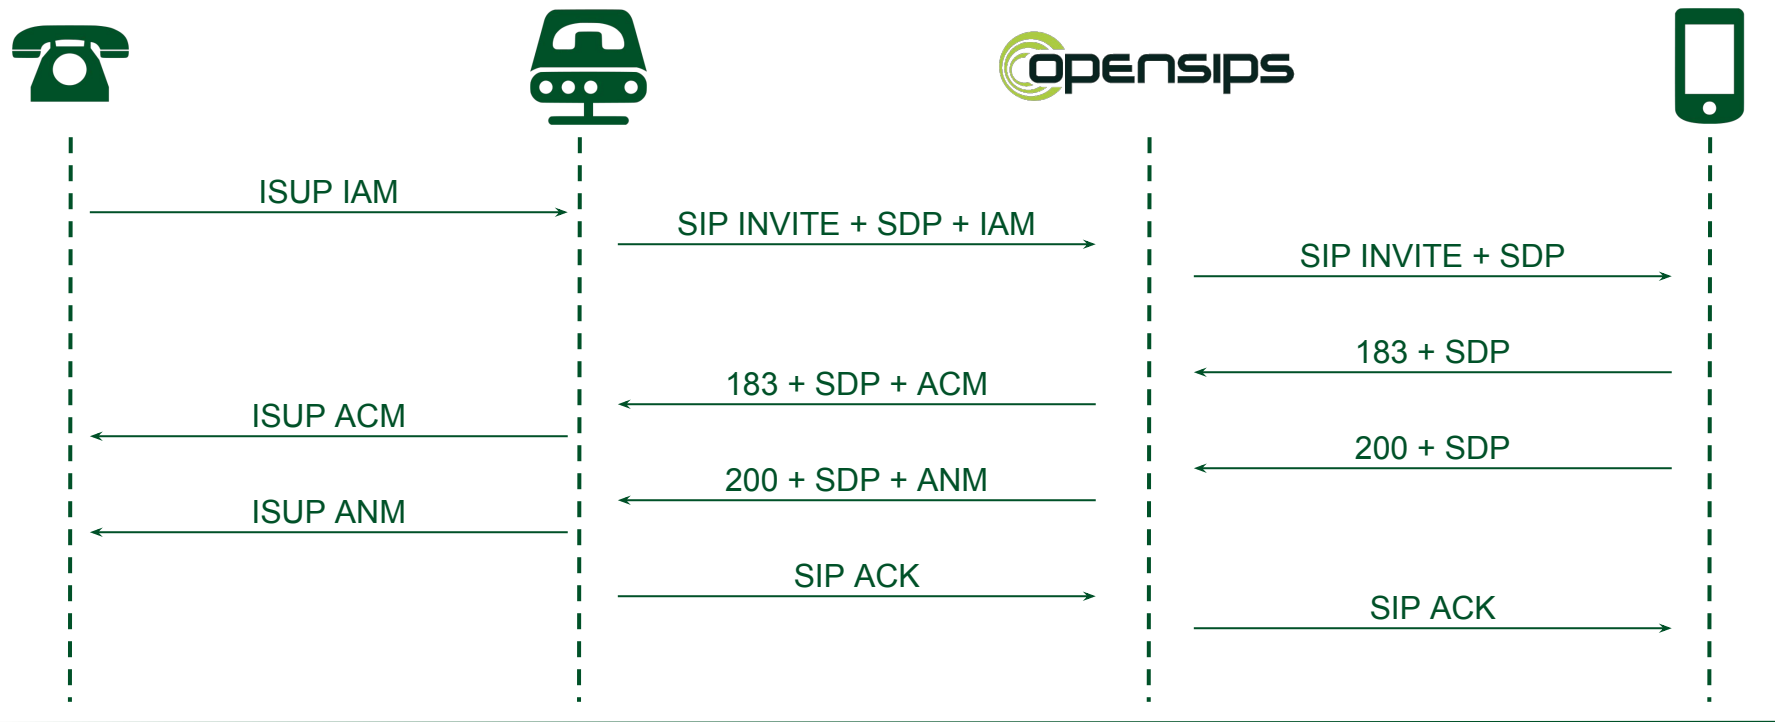 opensips
ISUP IAM
SIP INVITE + SDP + IAM
SIP INVITE + SDP
183 + SDP
183 + SDP + ACM
ISUP ACM
200 + SDP
200 + SDP + ANM
ISUP ANM
SIP ACK
SIP ACK